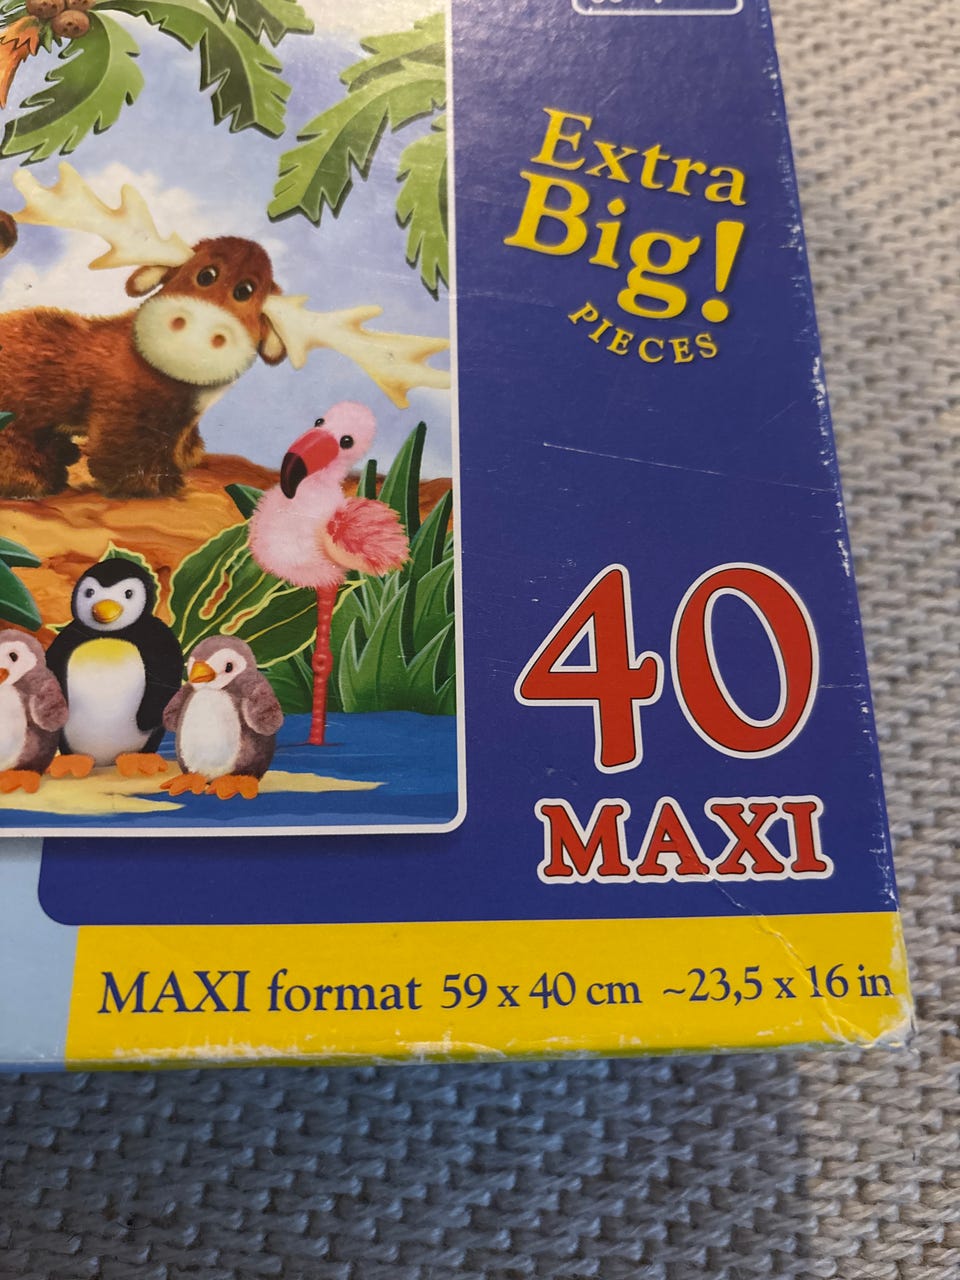 Extra
Big!
PIECES
40
MAXI
MAXI format 59 x 40 cm ~23,5 x 16 in